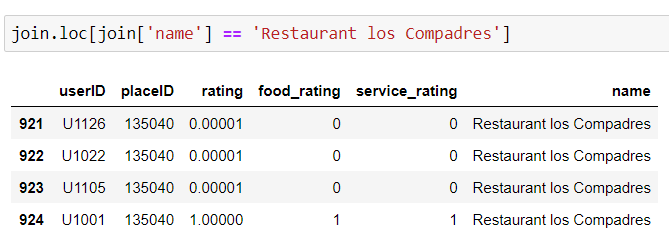 join.loc[join['name'] == 'Restaurant los Compadres']
userID placeID rating food_rating service_rating name
921 U1126 135040 0.00001 0 0 Restaurant los Compadres
922 U1022 135040 0.00001 0 0 Restaurant los Compadres
923 U1105 135040 0.00001 0 0 Restaurant los Compadres
924 U1001 135040 1.00000 1 1 Restaurant los Compadres